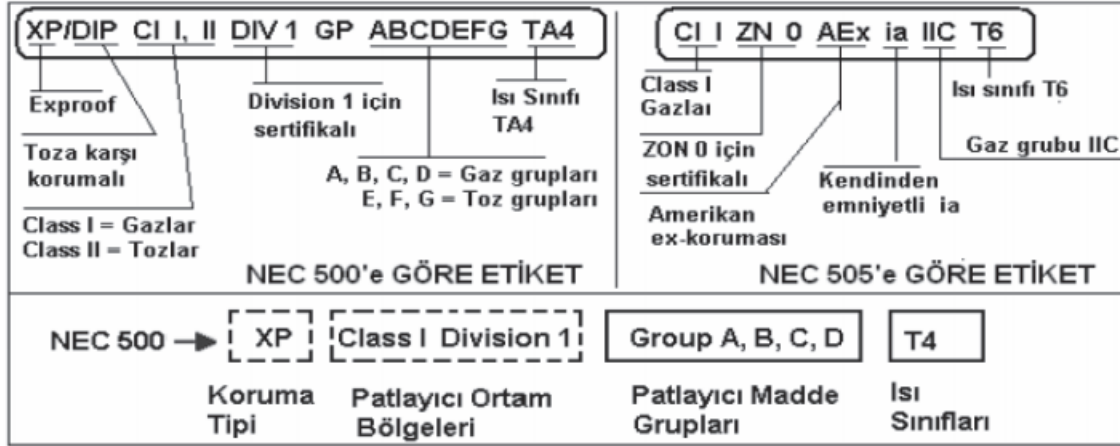 XP/DIP CI I, II DIV 1 GP ABCDEFG TA4
Exproof
Toza karşı
korumalı
Class I = Gazlar
Class II = Tozlar
Division 1 için
sertifikalı
Isı Sınıfı
TA4
A, B, C, D = Gaz grupları
E, F, G = Toz grupları
NEC 500'e GÖRE ETİKET
CI I ZN 0 AEx ia IIC T6
Class I
Gazlaı
ZON 0 için
sertifikalı
Amerikan
ex-koruması
Kendinden
emniyetli ia
Isı sınıfı T6
Gaz grubu IIC
NEC 505'e GÖRE ETİKET
NEC 500 → XP Class I Division 1 Group A, B, C, D T4
Koruma
Tipi
Patlayıcı Ortam
Bölgeleri
Patlayıcı Madde
Grupları
Isı
Sınıfları